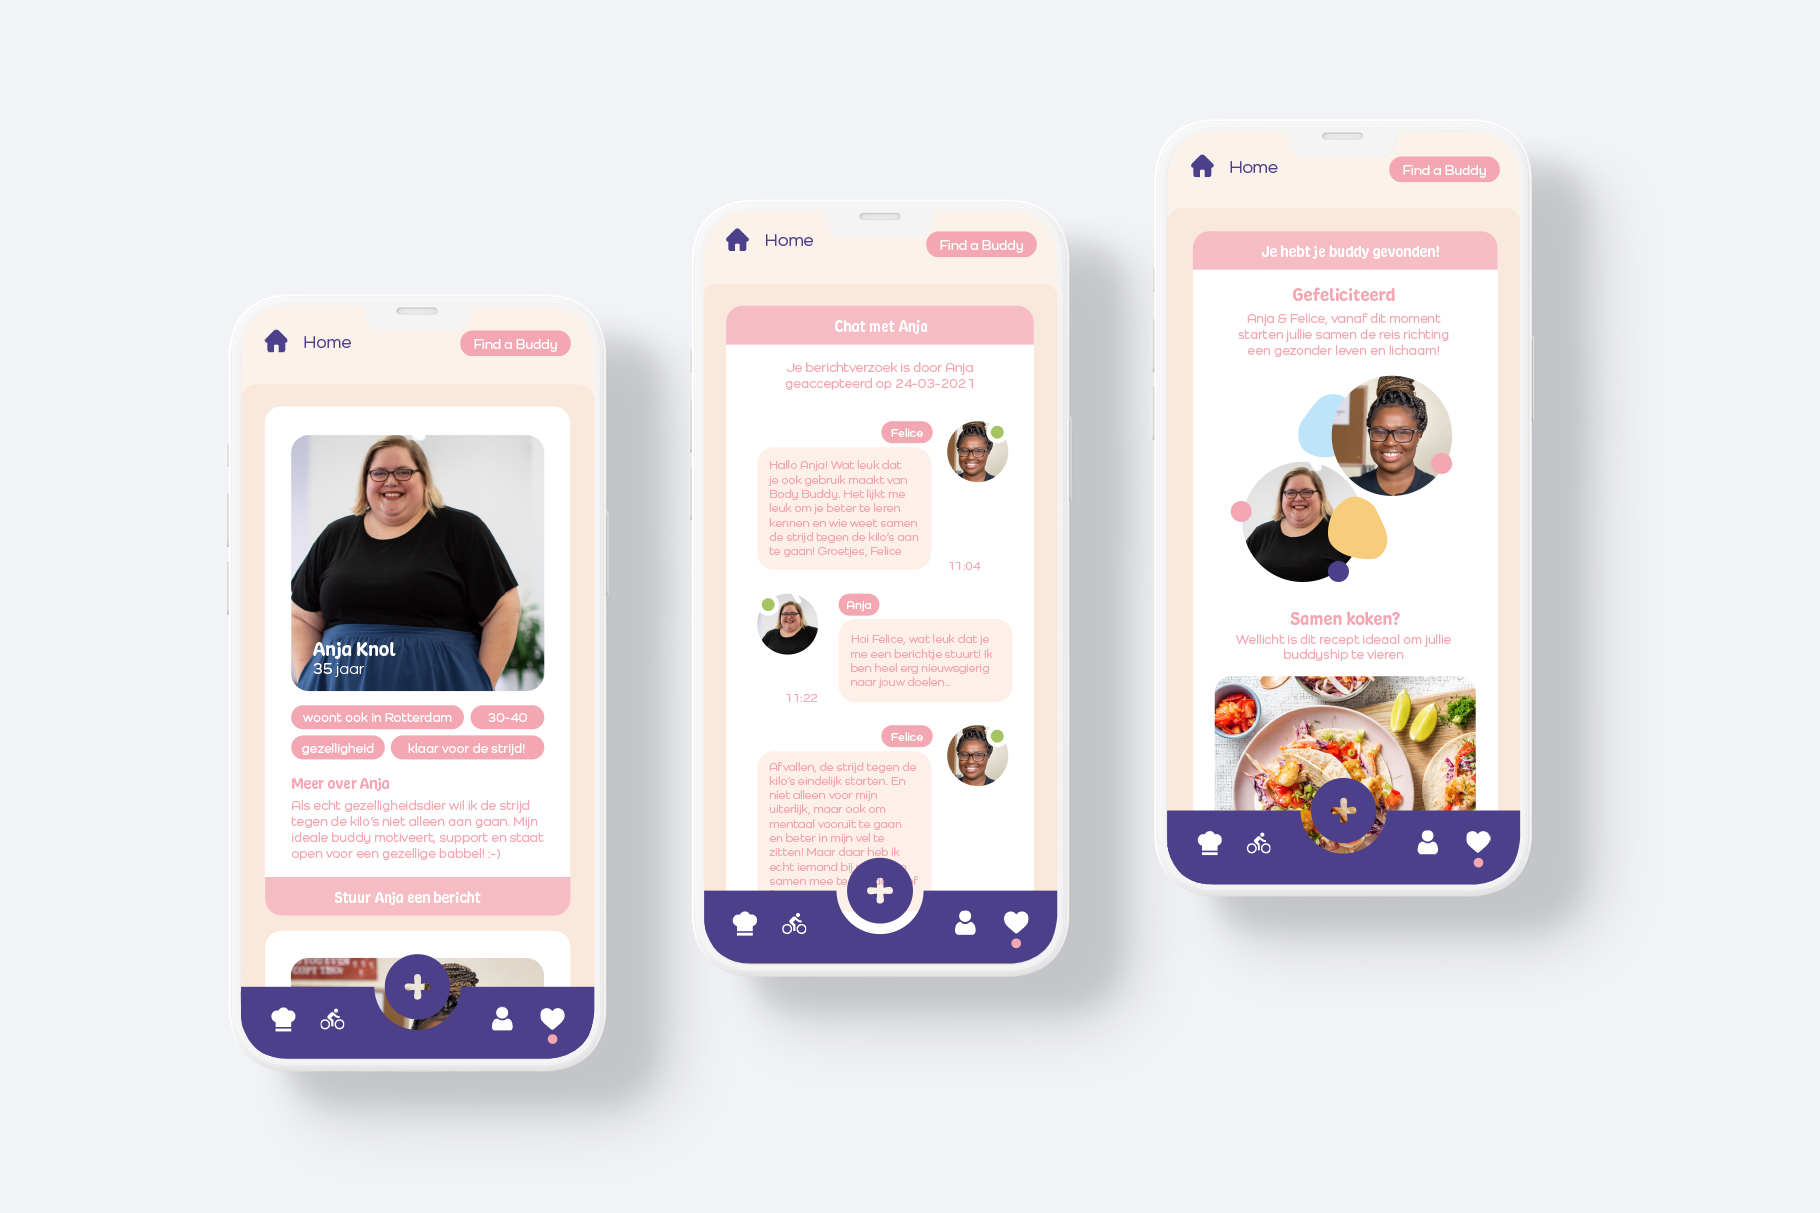 Home
Find a Buddy
Anja Knol
35 jaar
woont ook in Rotterdam
30-40
gezelligheid
klaar voor de strijd!
Meer over Anja
Als echt gezelligheidsdier wil ik de strijd
tegen de kilo's niet alleen aan gaan. Mijn
ideale buddy motiveert, support en staat
open voor een gezellige babbel! :-)
Stuur Anja een bericht
Home
Find a Buddy
Chat met Anja
Je berichtverzoek is door Anja
geaccepteerd op 24-03-2021
Felice
Hallo Anja! Wat leuk dat
je ook gebruik maakt van
Body Buddy. Het lijkt me
leuk om je beter te leren
kennen en wie weet samen
de strijd tegen de kilo's aan
te gaan! Groetjes, Felice
11:04
Anja
Hoi Felice, wat leuk dat je
me een berichtje stuurt! Ik
ben heel erg nieuwsgierig
naar jouw doelen..
11:22
Felice
Afvallen, de strijd tegen de
kilo's eindelijk starten. En
niet alleen voor mijn
uiterlijk, maar ook om
mentaal vooruit te gaan
en beter in mijn vel te
zitten! Maar daar heb ik
echt iemand bij
samen mee te
Home
Find a Buddy
Je hebt je buddy gevonden!
Gefeliciteerd
Anja & Felice, vanaf dit moment
starten jullie samen de reis richting
een gezonder leven en lichaam!
Samen koken?
Wellicht is dit recept ideaal om jullie
buddyship te vieren